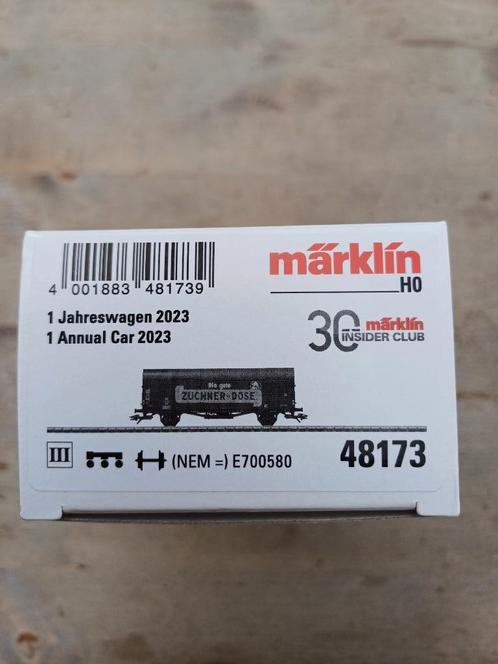 4 001883 481739
märklin
H0
1 Jahreswagen 2023
1 Annual Car 2023
30 märklin
INSIDER CLUB
Die gute
ZÜCHNER-DOSE
III (NEM =) E700580 48173